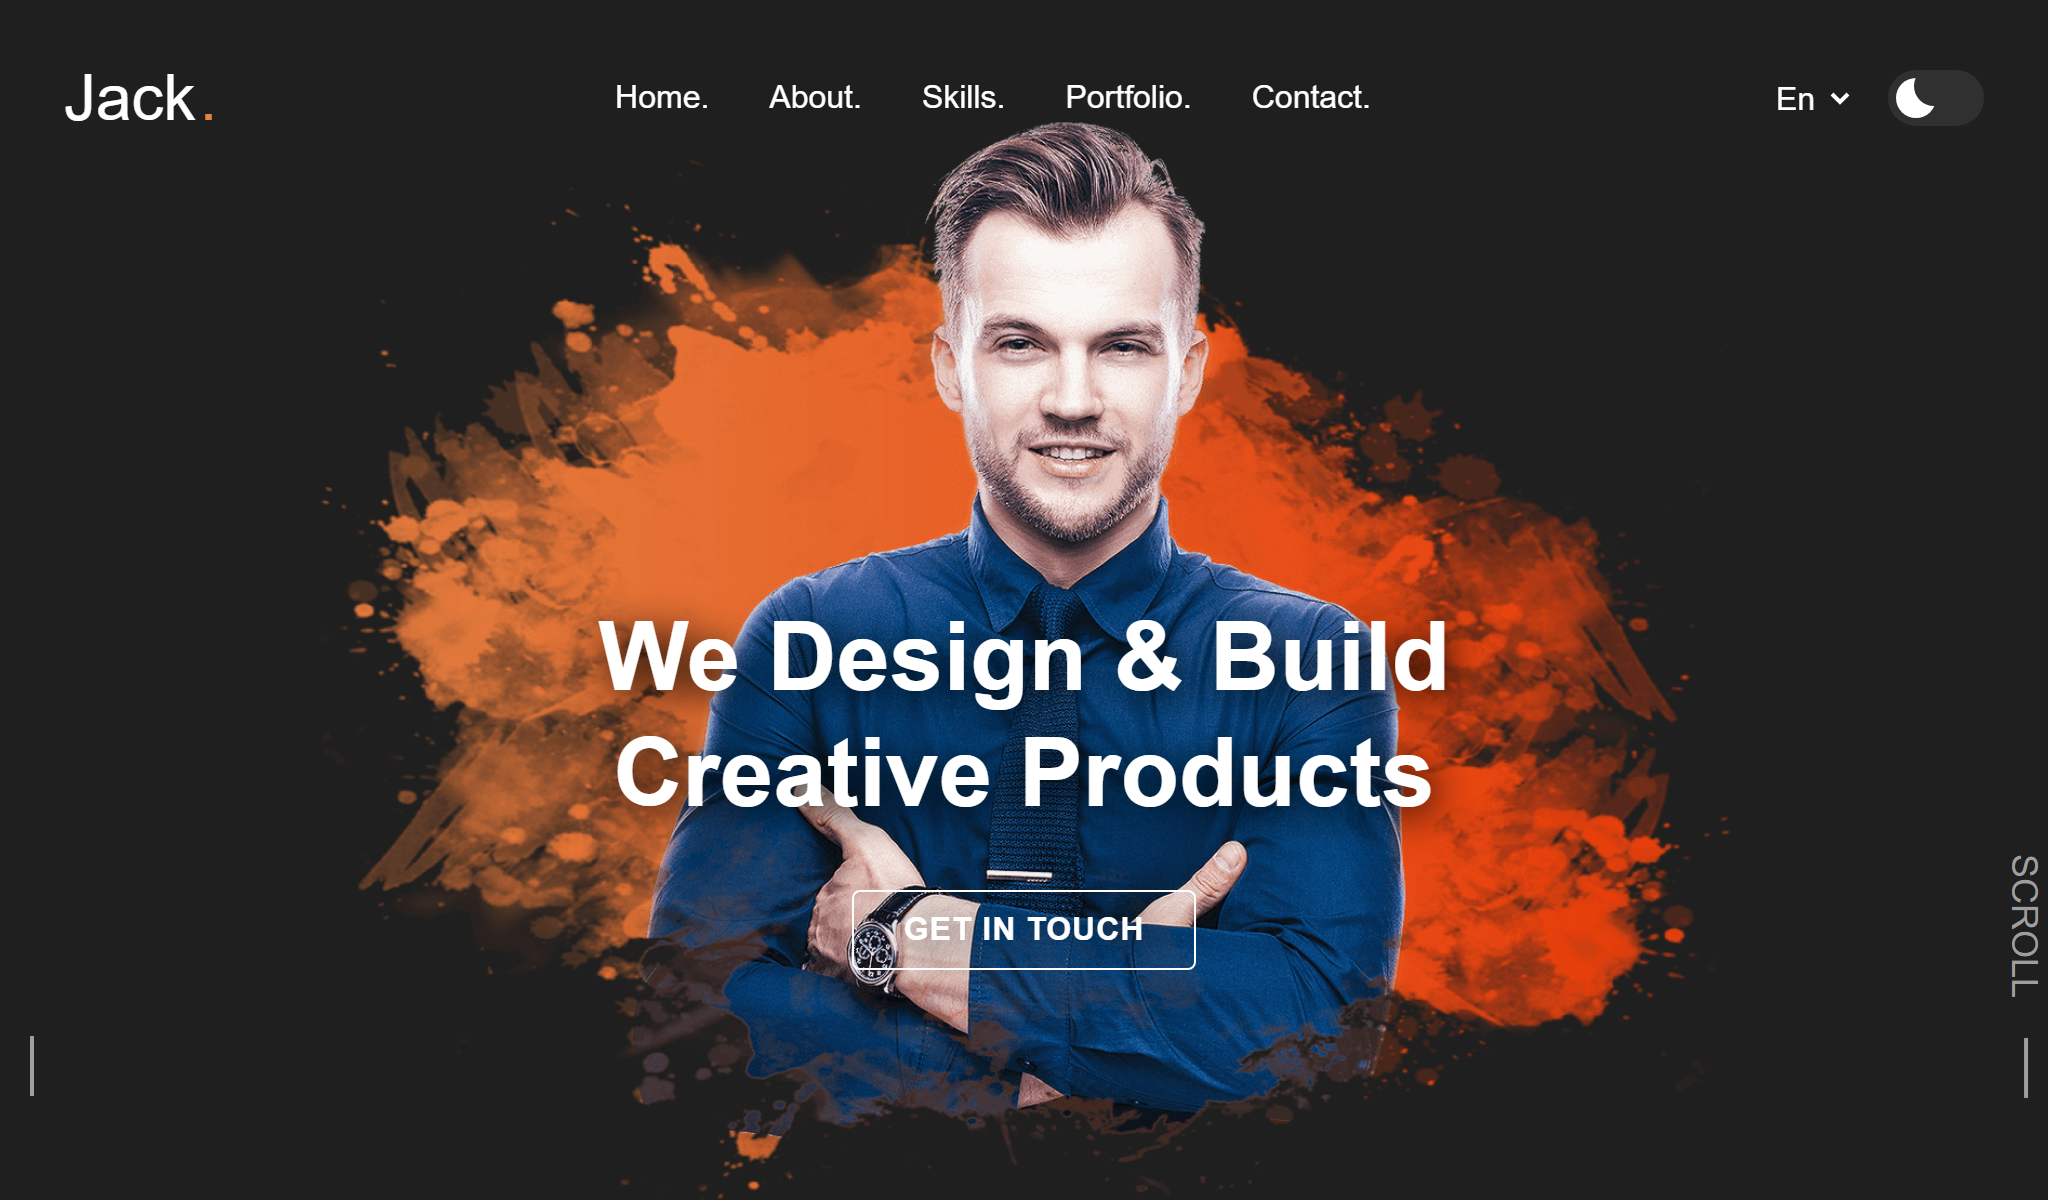 Jack.
Home. About. Skills. Portfolio. Contact.
En
We Design & Build
Creative Products
GET IN TOUCH
SCROLL